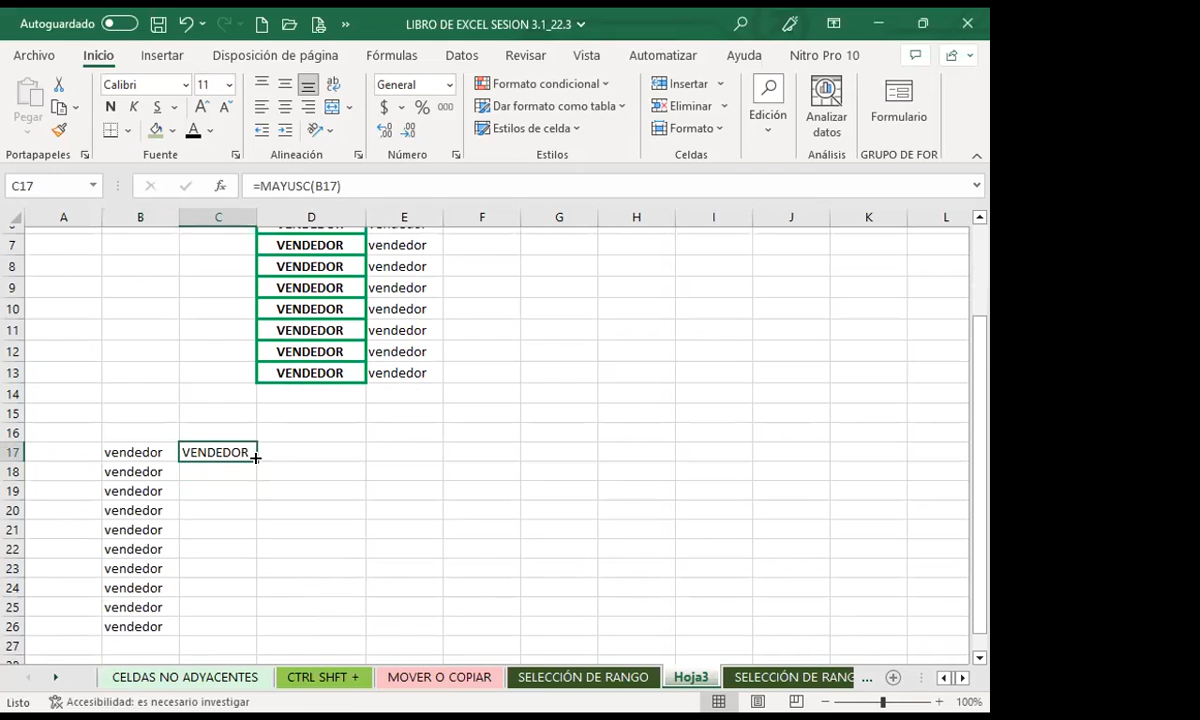 Autoguardado LIBRO DE EXCEL SESION 3.1_22.3
Archivo Inicio Insertar Disposición de página Fórmulas Datos Revisar Vista Automatizar Ayuda Nitro Pro 10
Pegar Calibri 11 General Formato condicional Insertar
N K S Dar formato como tabla Eliminar Edición Analizar datos Formulario
$ % 000 Estilos de celda Formato
Portapapeles Fuente Alineación Número Estilos Celdas Análisis GRUPO DE FOR
C17 fx =MAYUSC(B17)
A B C D E F G H I J K L
7 VENDEDOR vendedor
8 VENDEDOR vendedor
9 VENDEDOR vendedor
10 VENDEDOR vendedor
11 VENDEDOR vendedor
12 VENDEDOR vendedor
13 VENDEDOR vendedor
14
15
16
17 vendedor VENDEDOR
18 vendedor
19 vendedor
20 vendedor
21 vendedor
22 vendedor
23 vendedor
24 vendedor
25 vendedor
26 vendedor
27
CELDAS NO ADYACENTES CTRL SHFT + MOVER O COPIAR SELECCIÓN DE RANGO Hoja3 SELECCIÓN DE RANG ...
Listo Accesibilidad: es necesario investigar 100%